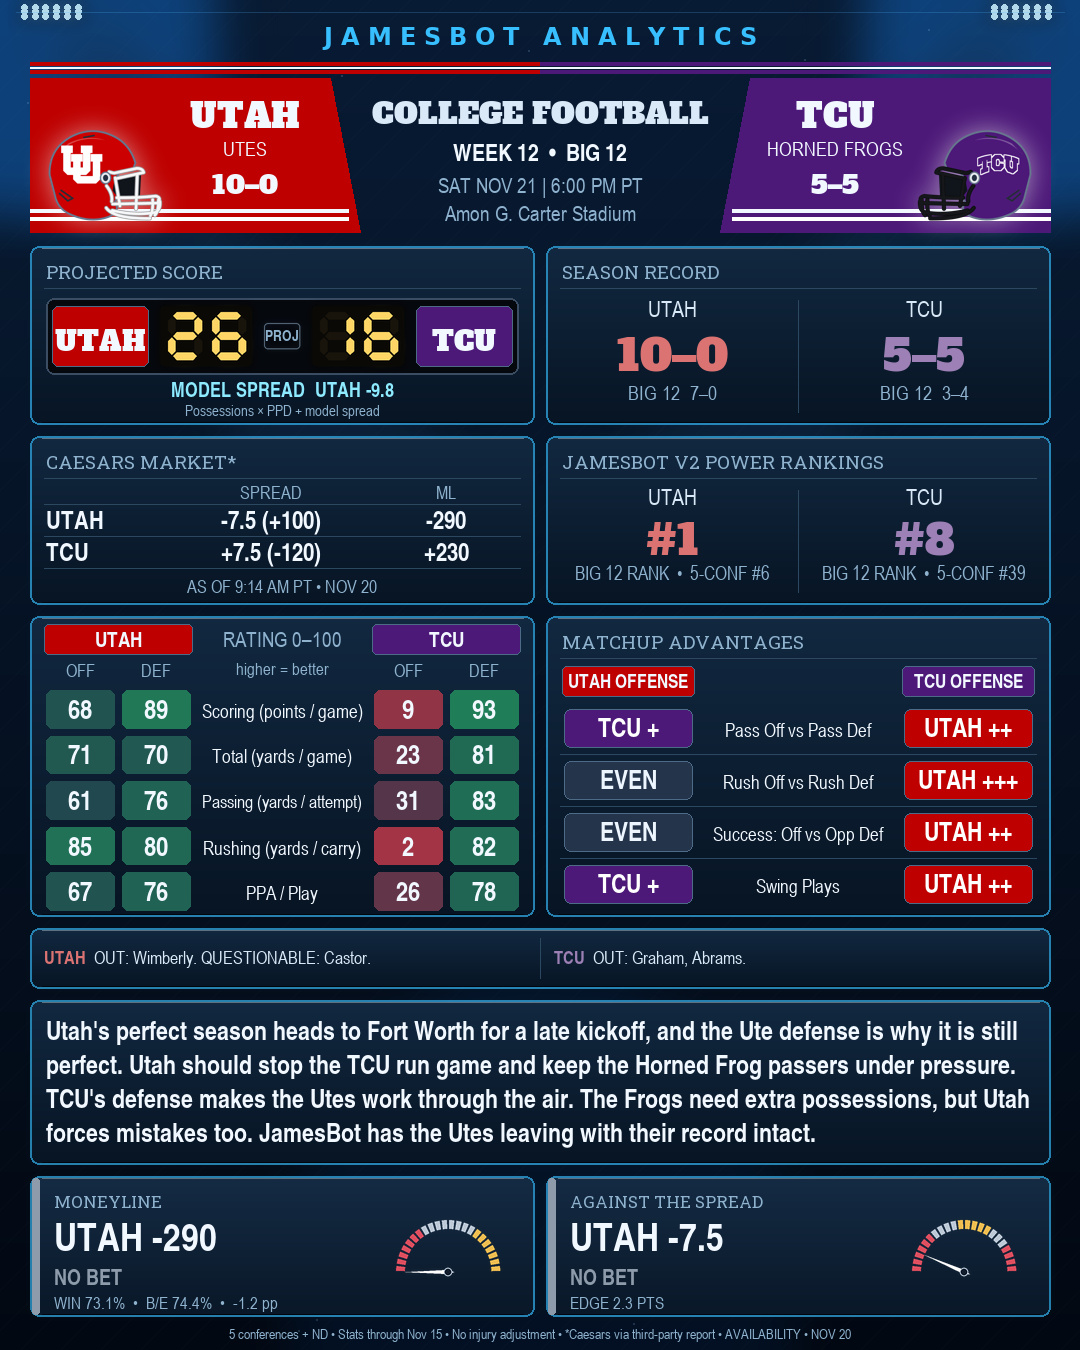 JAMESBOT ANALYTICS
UTAH
UTES
10–0
COLLEGE FOOTBALL
WEEK 12 • BIG 12
SAT NOV 21 | 6:00 PM PT
Amon G. Carter Stadium
TCU
HORNED FROGS
5–5
TCU
PROJECTED SCORE
UTAH 26 PROJ 16 TCU
MODEL SPREAD UTAH -9.8
Possessions × PPD + model spread
SEASON RECORD
UTAH TCU
10–0 5–5
BIG 12 7–0 BIG 12 3–4
CAESARS MARKET*
SPREAD ML
UTAH -7.5 (+100) -290
TCU +7.5 (-120) +230
AS OF 9:14 AM PT • NOV 20
JAMESBOT V2 POWER RANKINGS
UTAH TCU
#1 #8
BIG 12 RANK • 5-CONF #6 BIG 12 RANK • 5-CONF #39
UTAH RATING 0–100 TCU
OFF DEF higher = better OFF DEF
68 89 Scoring (points / game) 9 93
71 70 Total (yards / game) 23 81
61 76 Passing (yards / attempt) 31 83
85 80 Rushing (yards / carry) 2 82
67 76 PPA / Play 26 78
MATCHUP ADVANTAGES
UTAH OFFENSE TCU OFFENSE
TCU + Pass Off vs Pass Def UTAH ++
EVEN Rush Off vs Rush Def UTAH +++
EVEN Success: Off vs Opp Def UTAH ++
TCU + Swing Plays UTAH ++
UTAH OUT: Wimberly. QUESTIONABLE: Castor.
TCU OUT: Graham, Abrams.
Utah's perfect season heads to Fort Worth for a late kickoff, and the Ute defense is why it is still
perfect. Utah should stop the TCU run game and keep the Horned Frog passers under pressure.
TCU's defense makes the Utes work through the air. The Frogs need extra possessions, but Utah
forces mistakes too. JamesBot has the Utes leaving with their record intact.
MONEYLINE
UTAH -290
NO BET
WIN 73.1% • B/E 74.4% • -1.2 pp
AGAINST THE SPREAD
UTAH -7.5
NO BET
EDGE 2.3 PTS
5 conferences + ND • Stats through Nov 15 • No injury adjustment • *Caesars via third-party report • AVAILABILITY • NOV 20